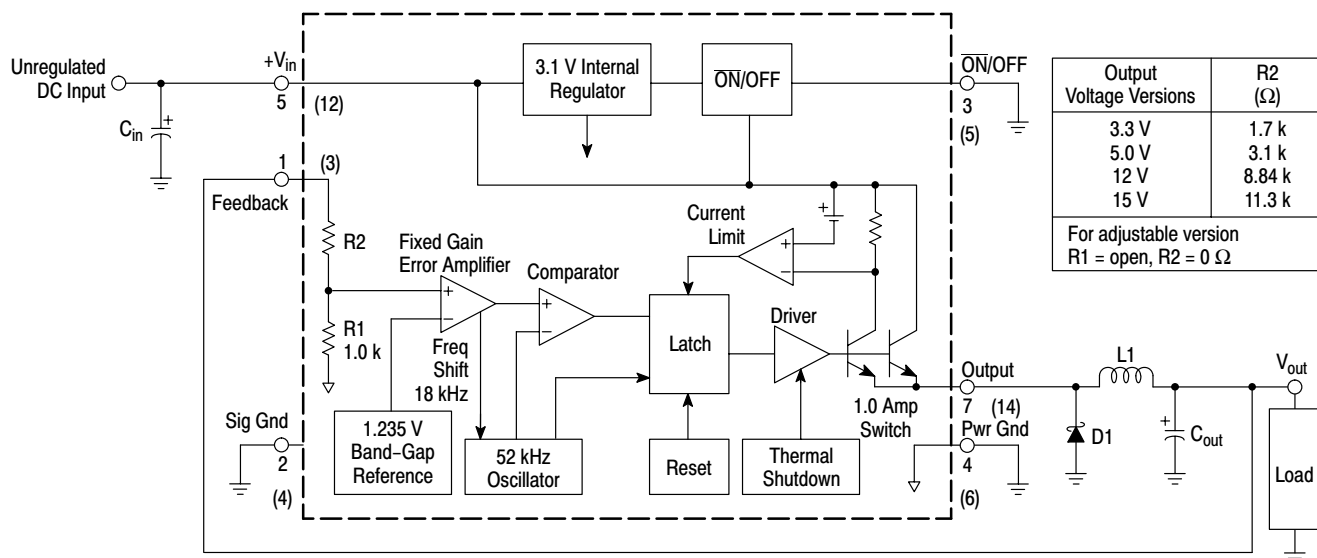 Unregulated
DC Input
+Vin
5
(12)
Cin
+
3.1 V Internal
Regulator
ON/OFF
ON/OFF
3
(5)
Output
Voltage Versions
R2
(Ω)
3.3 V
1.7 k
5.0 V
3.1 k
12 V
8.84 k
15 V
11.3 k
For adjustable version
R1 = open, R2 = 0 Ω
1
(3)
Feedback
R2
R1
1.0 k
Fixed Gain
Error Amplifier
+
−
Comparator
+
−
Current
Limit
+
−
+
Freq
Shift
18 kHz
Latch
Driver
1.0 Amp
Switch
Output
7
(14)
Pwr Gnd
4
(6)
L1
D1
+
Cout
Vout
Load
Sig Gnd
2
(4)
1.235 V
Band−Gap
Reference
52 kHz
Oscillator
Reset
Thermal
Shutdown